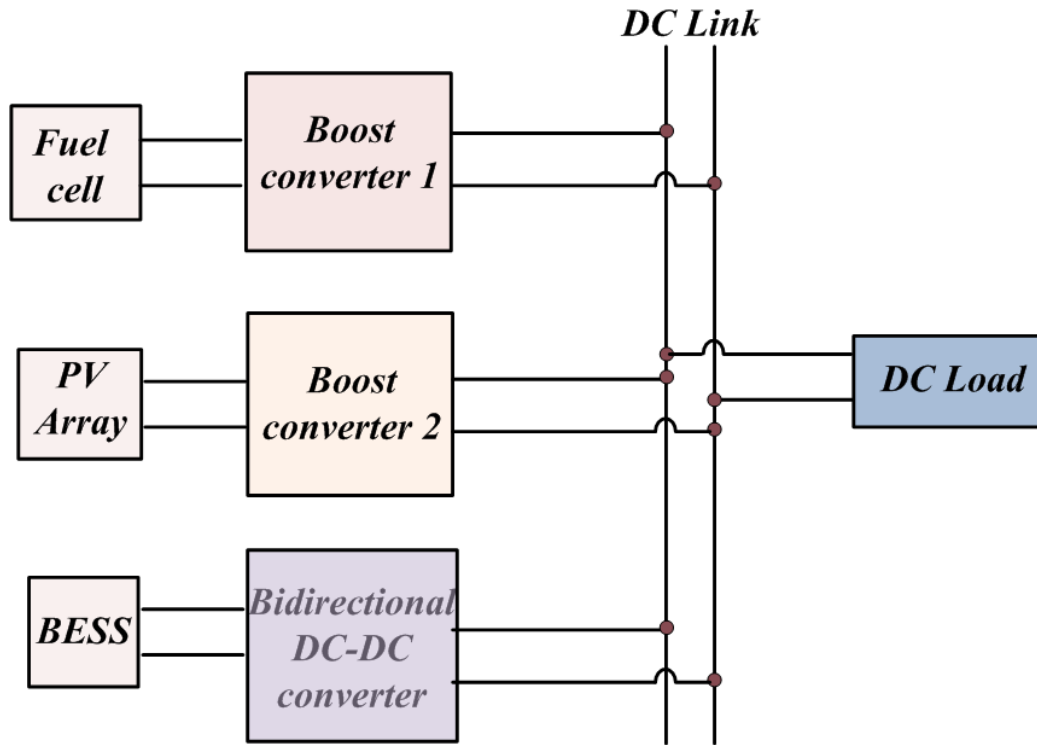 DC Link
Fuel
cell
Boost
converter 1
PV
Array
Boost
converter 2
DC Load
BESS
Bidirectional
DC-DC
converter